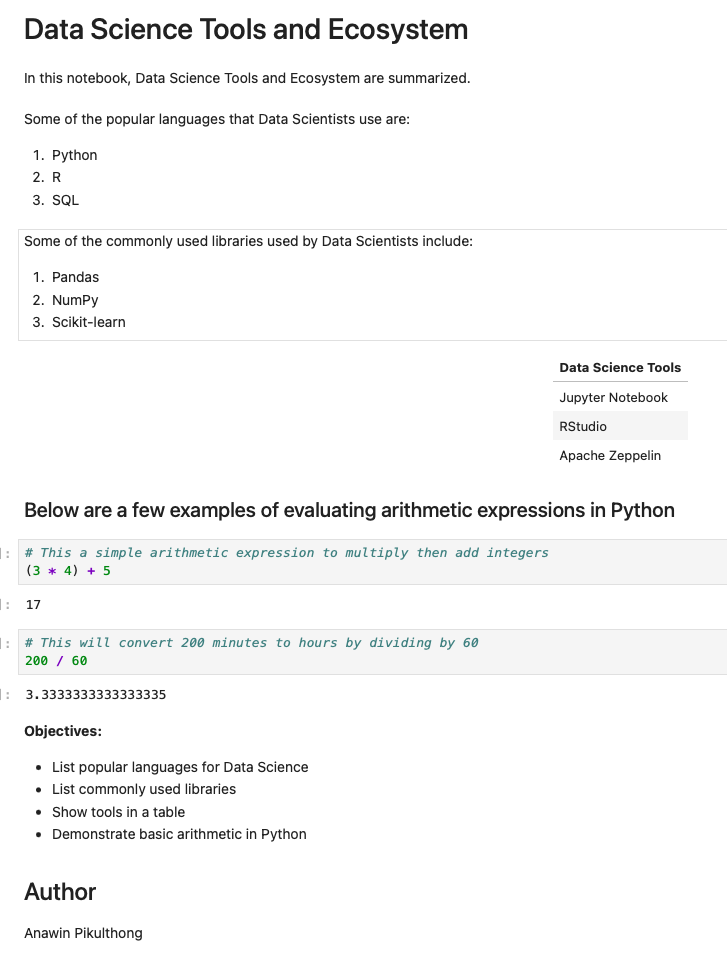 Data Science Tools and Ecosystem
In this notebook, Data Science Tools and Ecosystem are summarized.
Some of the popular languages that Data Scientists use are:
1. Python
2. R
3. SQL
Some of the commonly used libraries used by Data Scientists include:
1. Pandas
2. NumPy
3. Scikit-learn
Data Science Tools
Jupyter Notebook
RStudio
Apache Zeppelin
Below are a few examples of evaluating arithmetic expressions in Python
]: # This a simple arithmetic expression to multiply then add integers
(3 * 4) + 5
]: 17
]: # This will convert 200 minutes to hours by dividing by 60
200 / 60
]: 3.3333333333333335
Objectives:
• List popular languages for Data Science
• List commonly used libraries
• Show tools in a table
• Demonstrate basic arithmetic in Python
Author
Anawin Pikulthong